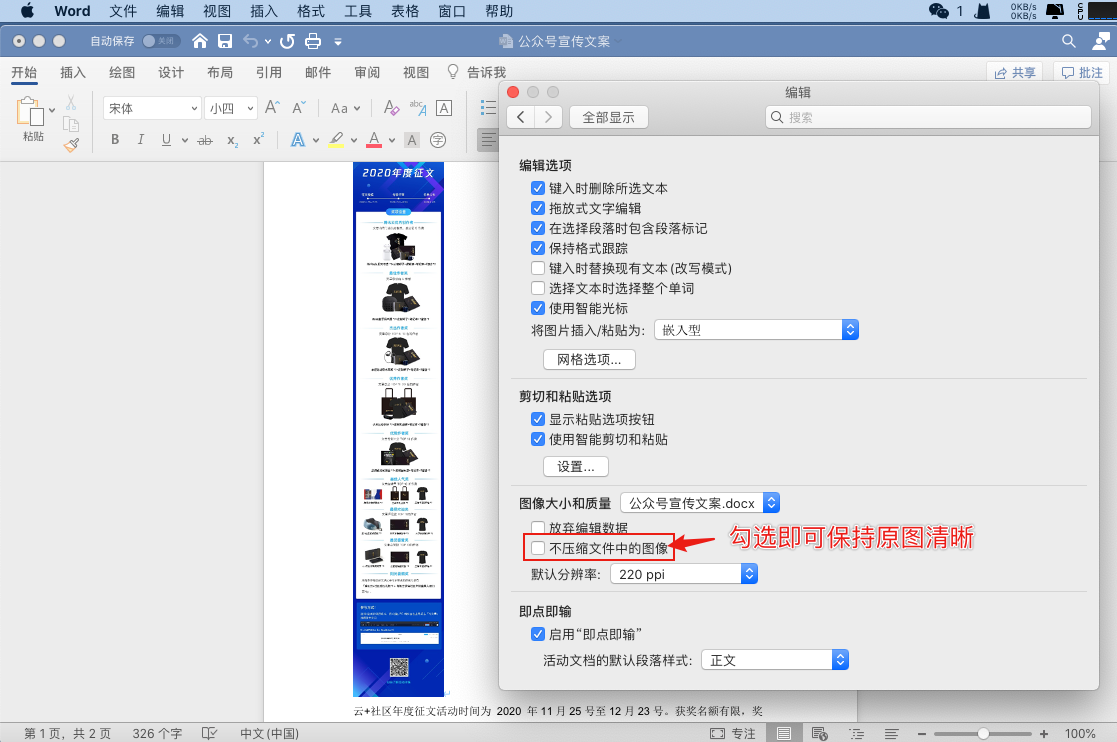 Word 文件 编辑 视图 插入 格式 工具 表格 窗口 帮助 1 0KB/s 0KB/s CPU
自动保存 关闭 公众号宣传文案
开始 插入 绘图 设计 布局 引用 邮件 审阅 视图 告诉我 共享 批注
粘贴 宋体 小四 A A Aa A abc A A
B I U ab x₂ x² A A A 字
2020年度征文
云+社区年度征文活动时间为 2020 年 11 月 25 号至 12 月 23 号。获奖名额有限，奖
编辑
全部显示 搜索
编辑选项
键入时删除所选文本
拖放式文字编辑
在选择段落时包含段落标记
保持格式跟踪
键入时替换现有文本(改写模式)
选择文本时选择整个单词
使用智能光标
将图片插入/粘贴为: 嵌入型
网格选项...
剪切和粘贴选项
显示粘贴选项按钮
使用智能剪切和粘贴
设置...
图像大小和质量 公众号宣传文案.docx
放弃编辑数据
不压缩文件中的图像 勾选即可保持原图清晰
默认分辨率: 220 ppi
即点即输
启用“即点即输”
活动文档的默认段落样式: 正文
第 1 页，共 2 页 326 个字 中文(中国) 专注 100%